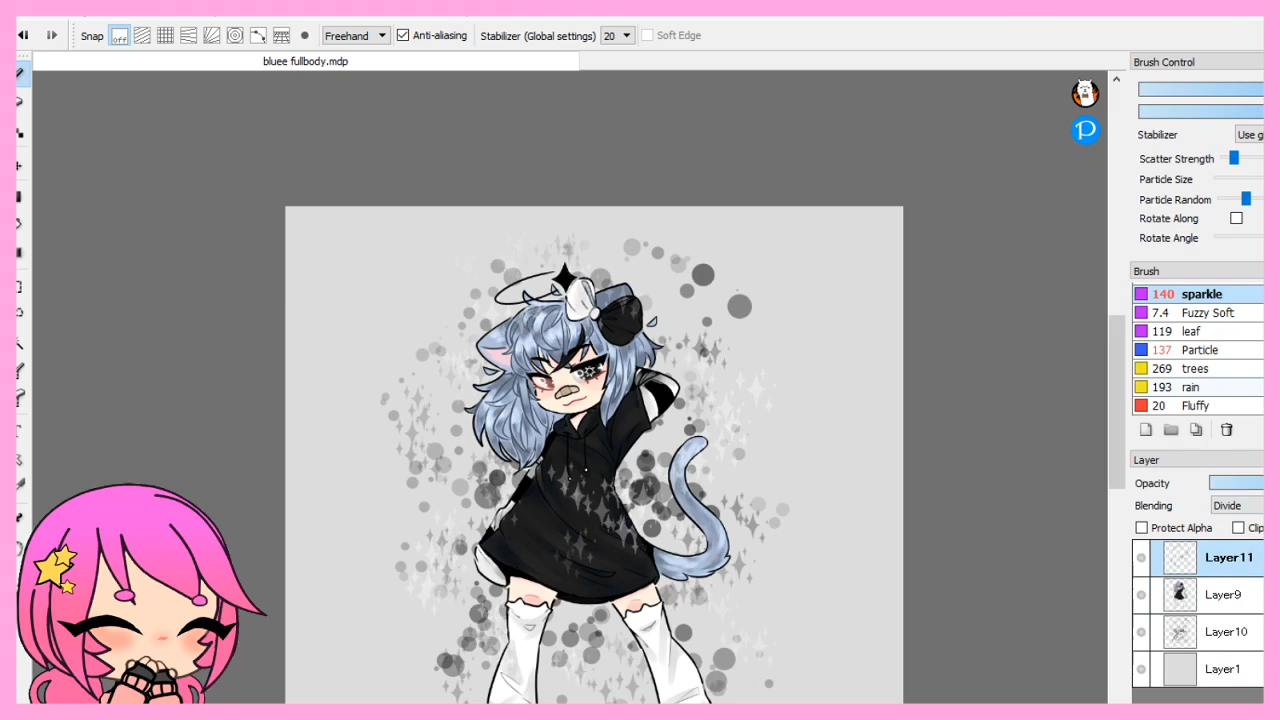 Snap off Freehand Anti-aliasing Stabilizer (Global settings) 20 Soft Edge
bluee fullbody.mdp
Brush Control
Stabilizer Use g
Scatter Strength
Particle Size
Particle Random
Rotate Along
Rotate Angle
Brush
140 sparkle
7.4 Fuzzy Soft
119 leaf
137 Particle
269 trees
193 rain
20 Fluffy
Layer
Opacity
Blending Divide
Protect Alpha Clip
Layer11
Layer9
Layer10
Layer1